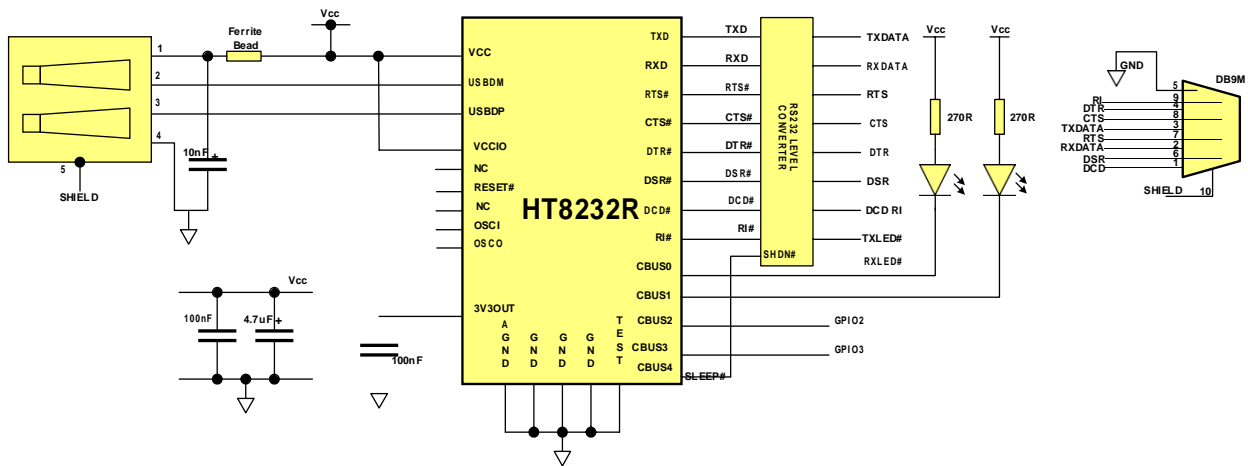 1
2
3
4
5
SHIELD
Ferrite
Bead
Vcc
10nF +
Vcc
100nF
4.7uF +
100nF
HT8232R
VCC
USBDM
USBDP
VCCIO
NC
RESET#
NC
OSCI
OSCO
3V3OUT
AGND
GND
GND
GND
TEST
TXD
RXD
RTS#
CTS#
DTR#
DSR#
DCD#
RI#
CBUS0
CBUS1
CBUS2
CBUS3
CBUS4
TXD
RXD
RTS#
CTS#
DTR#
DSR#
DCD#
RI#
SLEEP#
RS232 LEVEL
CONVERTER
SHDN#
TXDATA
RXDATA
RTS
CTS
DTR
DSR
DCD RI
TXLED#
RXLED#
GPIO2
GPIO3
Vcc
Vcc
270R
270R
GND
DB9M
5
RI 9
DTR 4
CTS 8
TXDATA 3
RTS 7
RXDATA 2
DSR 6
DCD 1
SHIELD 10